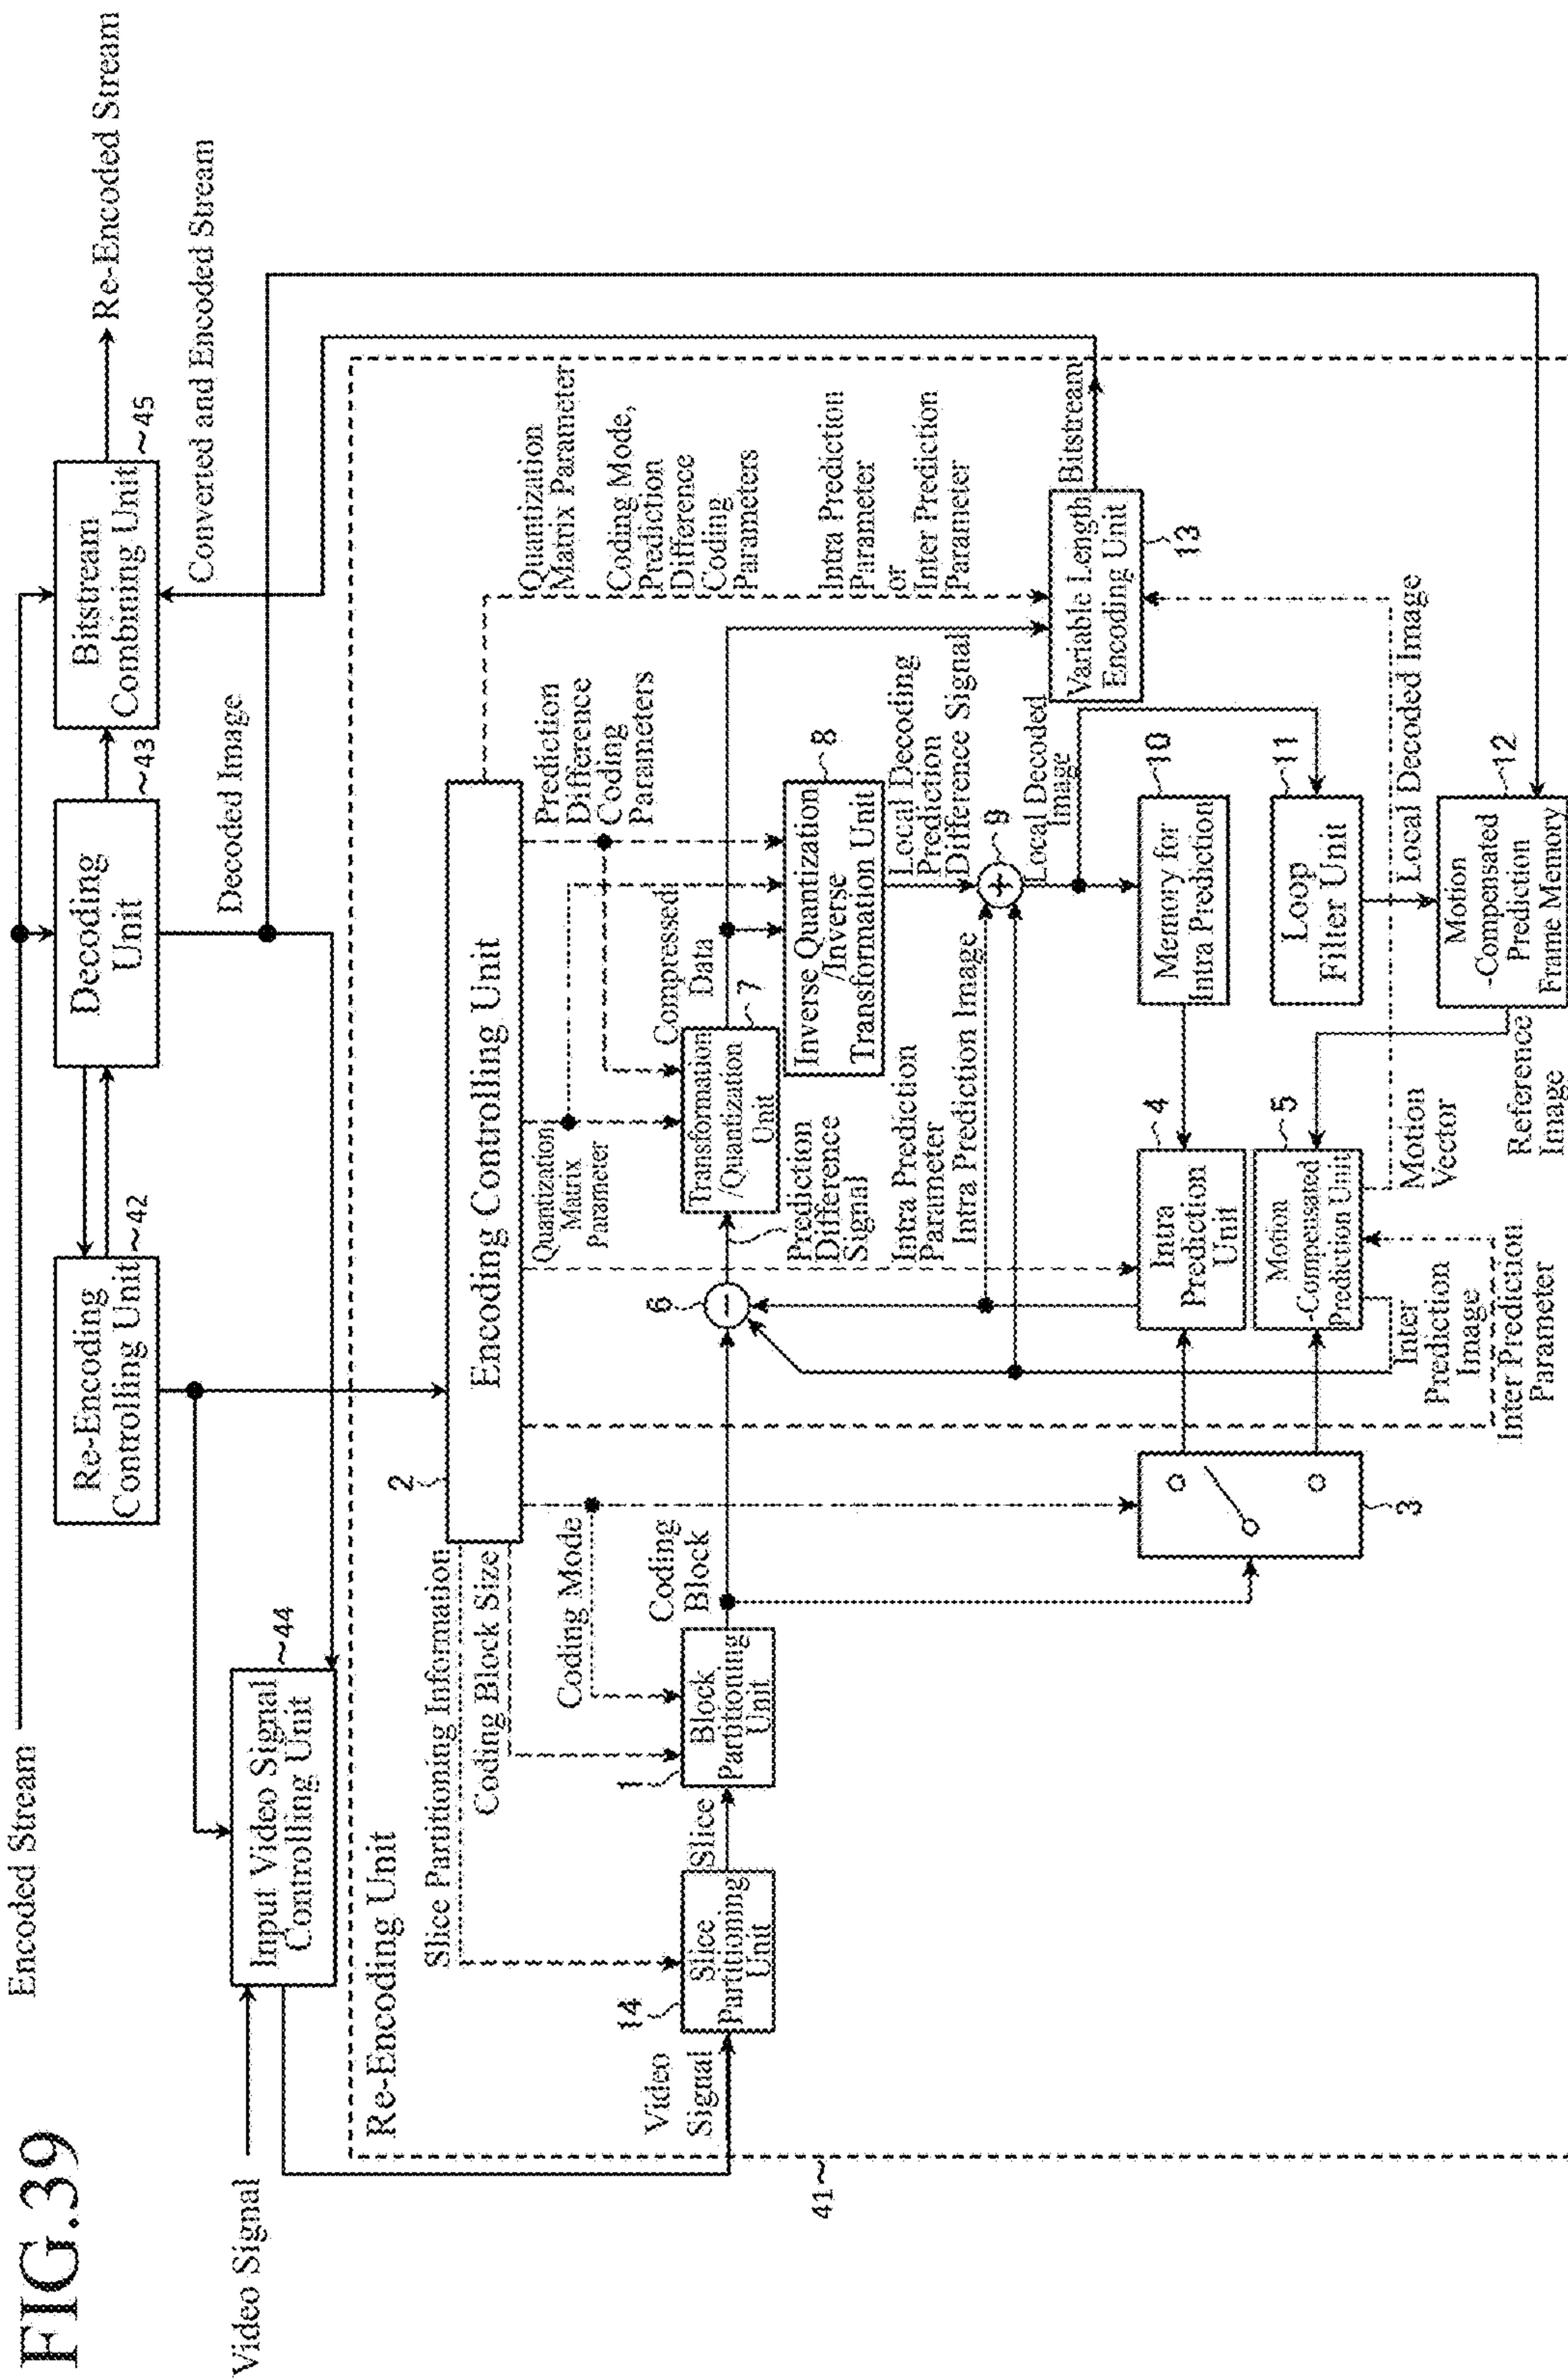 FIG.39
Encoded Stream
Video Signal
Input Video Signal
Controlling Unit
~44
Re-Encoding
Controlling Unit
~42
Decoding
Unit
~43
Bitstream
Combining Unit
~45
Re-Encoded Stream
Decoded Image
Converted and Encoded Stream
Re-Encoding Unit
41~
Slice Partitioning Information
Coding Block Size
Coding Mode
2
Encoding Controlling Unit
Quantization
Matrix Parameter
Coding Mode,
Prediction
Difference
Coding
Parameters
Intra Prediction
Parameter
or
Inter Prediction
Parameter
Prediction
Difference
Coding
Parameters
Quantization
Matrix
Parameter
Compressed
Data
Video
Signal
14
Slice
Partitioning
Unit
Slice
1
Block
Partitioning
Unit
Coding
Block
6
Prediction
Difference
Signal
Transformation
/Quantization
Unit
7
Inverse Quantization
/Inverse
Transformation Unit
8
Local Decoding
Prediction
Difference Signal
9
Local Decoded
Image
Intra Prediction
Parameter
Intra Prediction Image
Variable Length
Encoding Unit
13
Bitstream
3
Intra
Prediction
Unit
4
Motion
-Compensated
Prediction Unit
5
Memory for
Intra Prediction
10
Loop
Filter Unit
11
Local Decoded Image
Motion
-Compensated
Prediction
Frame Memory
12
Motion
Vector
Reference
Image
Inter
Prediction
Image
Inter Prediction
Parameter